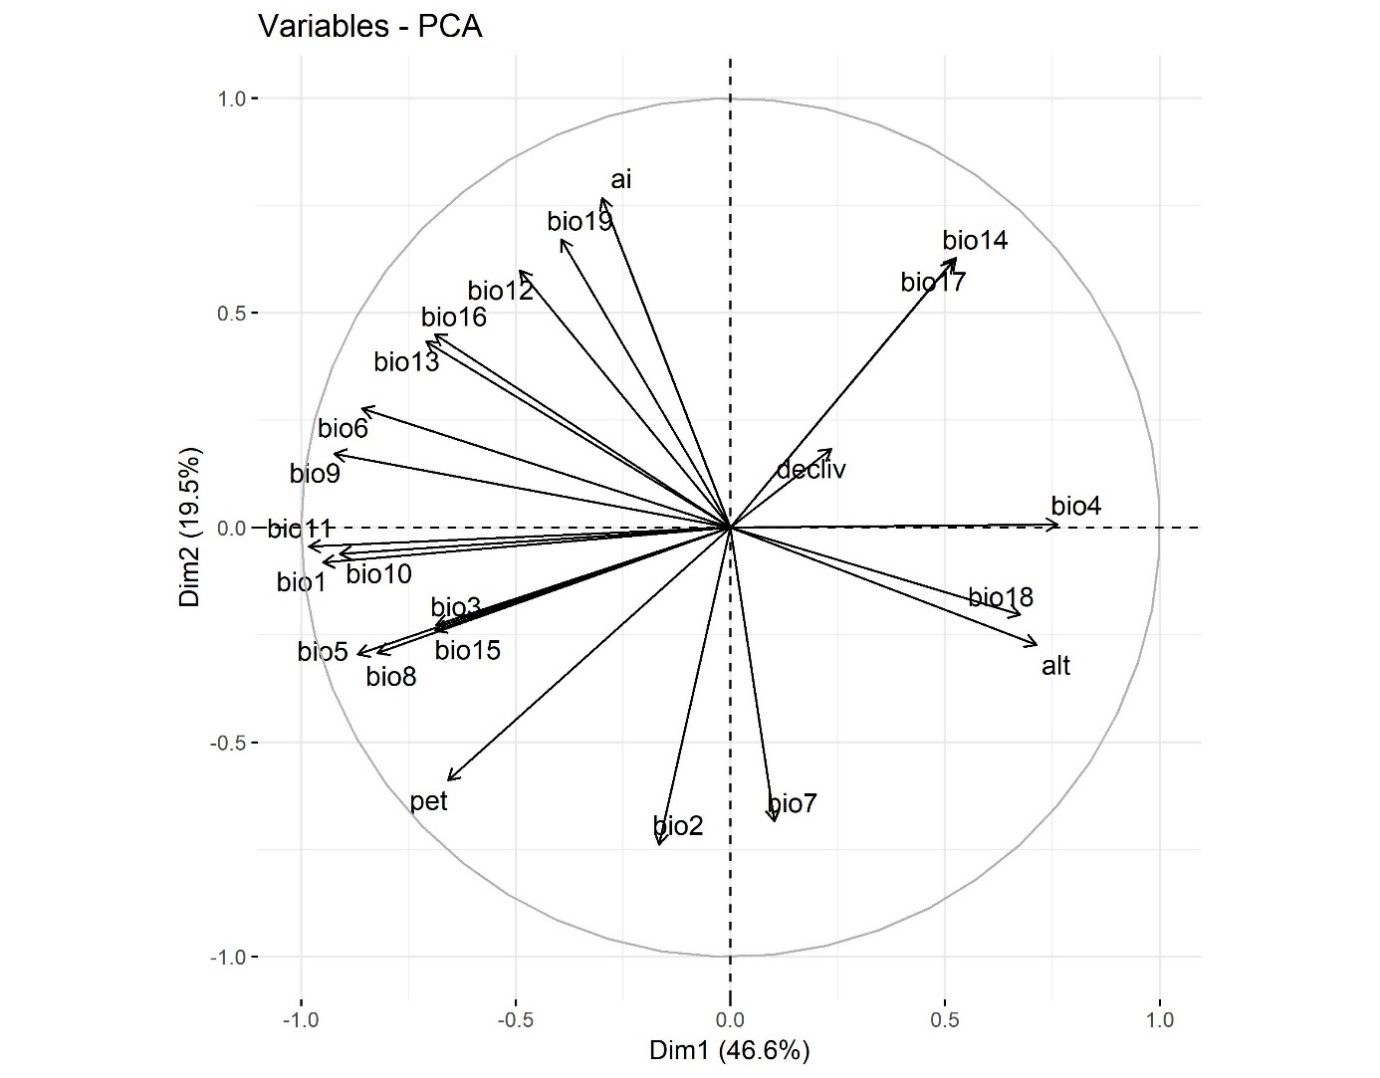 Variables - PCA
1.0
ai
bio19
bio14
bio17
bio12
0.5
bio16
bio13
bio6
decliv
bio9
bio4
0.0
bio11
bio10
bio1
bio18
bio3
bio15
bio5
bio8
alt
-0.5
pet
bio7
bio2
-1.0
-1.0 -0.5 0.0 0.5 1.0
Dim1 (46.6%)
Dim2 (19.5%)